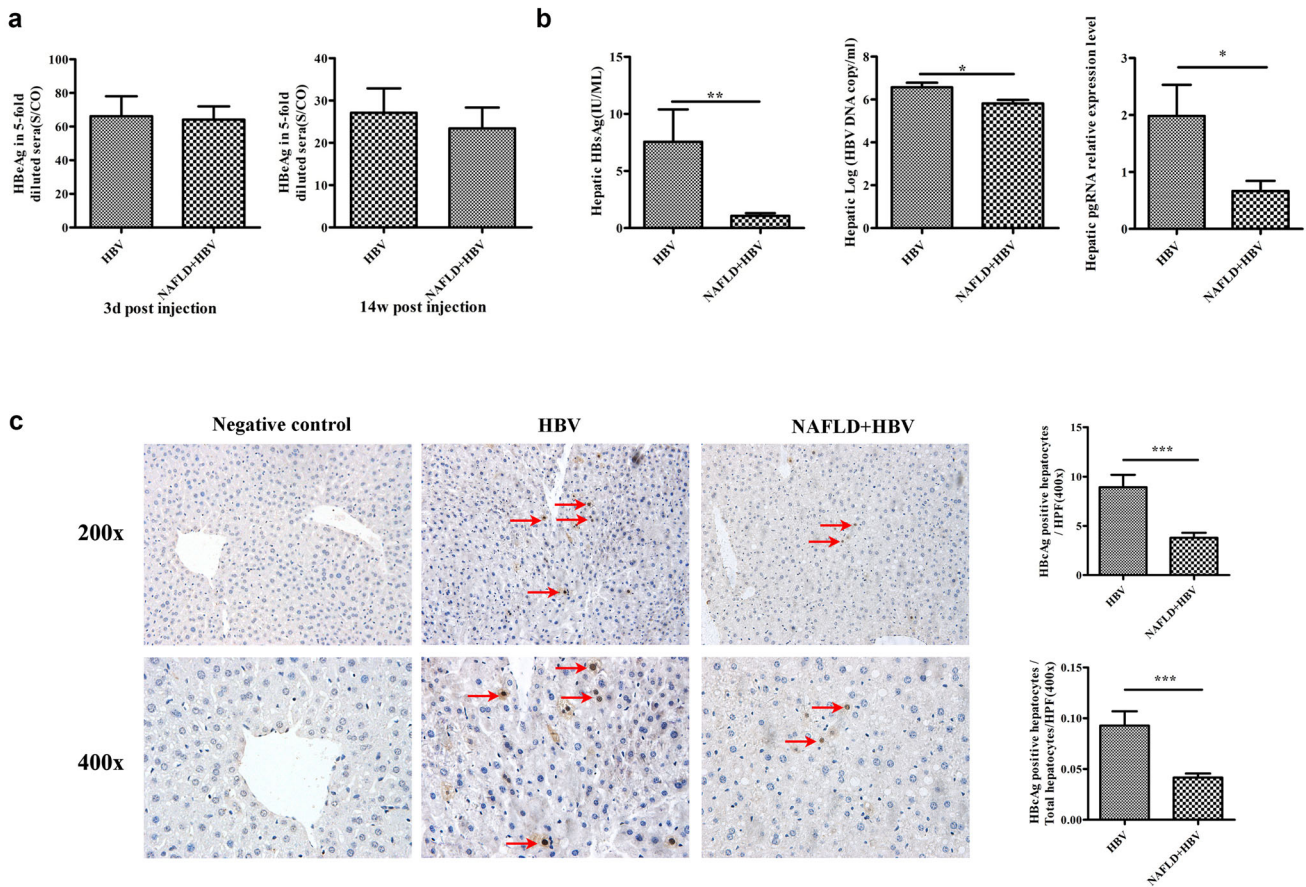 a
HBeAg in 5-fold
diluted sera(S/CO)
100
80
60
40
20
0
HBV
NAFLD+HBV
3d post injection
HBeAg in 5-fold
diluted sera(S/CO)
40
30
20
10
0
HBV
NAFLD+HBV
14w post injection
b
Hepatic HBsAg(IU/ML)
15
10
5
0
**
HBV
NAFLD+HBV
Hepatic Log (HBV DNA copy/ml)
8
6
4
2
0
*
HBV
NAFLD+HBV
Hepatic pgRNA relative expression level
3
2
1
0
*
HBV
NAFLD+HBV
c
Negative control
HBV
NAFLD+HBV
200x
400x
HBcAg positive hepatocytes
/ HPF(400x)
15
10
5
0
***
HBV
NAFLD+HBV
HBcAg positive hepatocytes /
Total hepatocytes/HPF(400x)
0.15
0.10
0.05
0.00
***
HBV
NAFLD+HBV